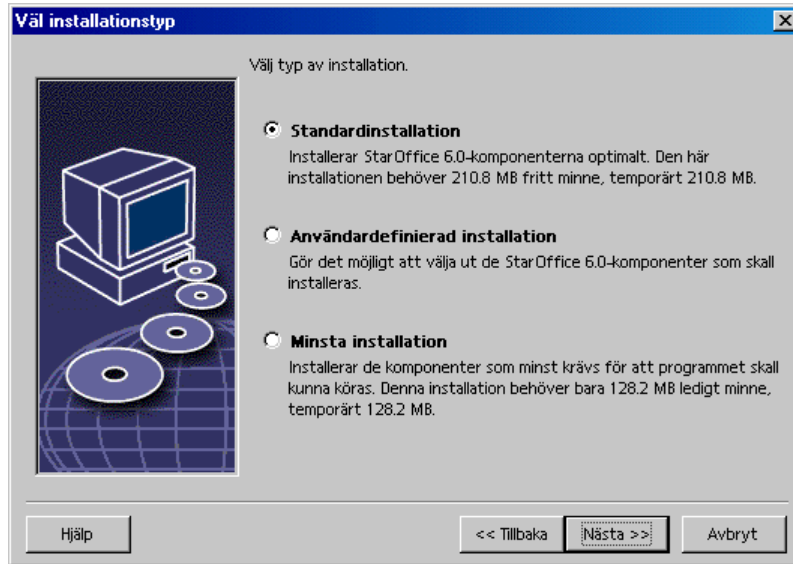 Väl installationstyp
Välj typ av installation.
Standardinstallation
Installerar StarOffice 6.0-komponenterna optimalt. Den här
installationen behöver 210.8 MB fritt minne, temporärt 210.8 MB.
Användardefinierad installation
Gör det möjligt att välja ut de StarOffice 6.0-komponenter som skall
installeras.
Minsta installation
Installerar de komponenter som minst krävs för att programmet skall
kunna köras. Denna installation behöver bara 128.2 MB ledigt minne,
temporärt 128.2 MB.
Hjälp
<< Tillbaka
Nästa >>
Avbryt